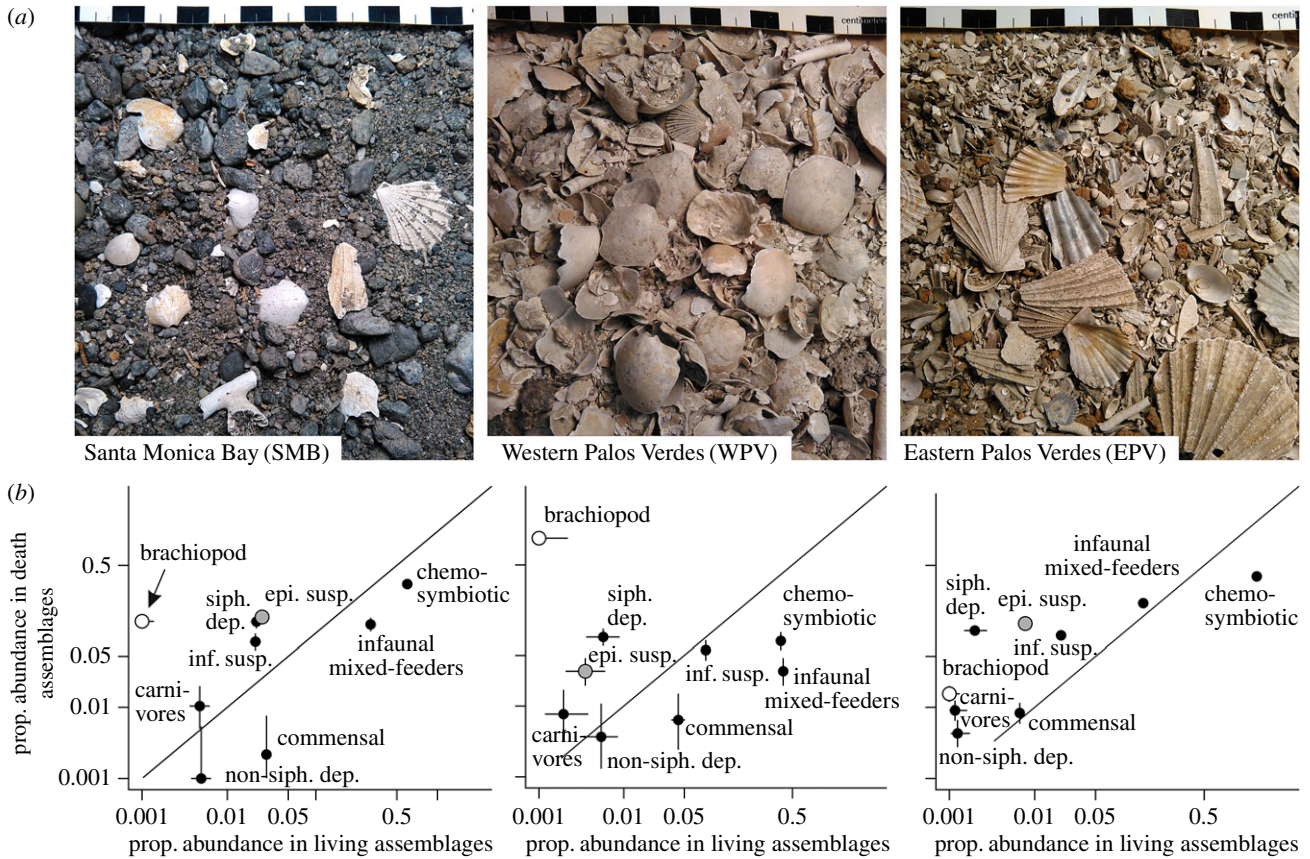 (a)
centimeter
centi
Santa Monica Bay (SMB)
Western Palos Verdes (WPV)
Eastern Palos Verdes (EPV)
(b)
prop. abundance in death
assemblages
0.5
0.05
0.01
0.001
brachiopod
siph.
dep.
epi. susp.
inf. susp.
chemo-
symbiotic
infaunal
mixed-feeders
carni-
vores
commensal
non-siph. dep.
0.001
0.01
0.05
0.5
prop. abundance in living assemblages
brachiopod
siph.
dep.
epi. susp.
chemo-
symbiotic
inf. susp.
infaunal
mixed-feeders
carni-
vores
commensal
non-siph. dep.
0.001
0.01
0.05
0.5
prop. abundance in living assemblages
infaunal
mixed-feeders
siph.
dep.
epi. susp.
inf. susp.
chemo-
symbiotic
brachiopod
carni-
vores
commensal
non-siph. dep.
0.001
0.01
0.05
0.5
prop. abundance in living assemblages